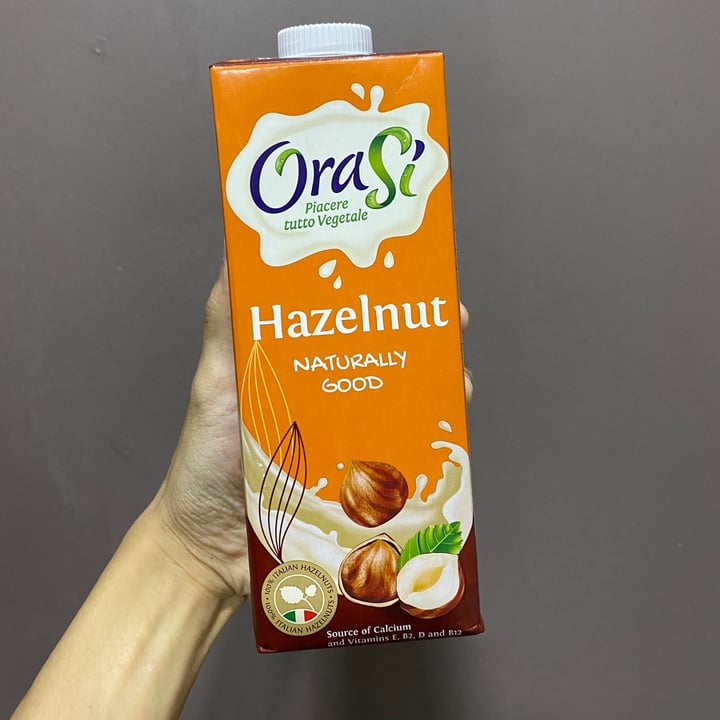 OraSì
Piacere
tutto Vegetale
Hazelnut
NATURALLY
GOOD
100% ITALIAN HAZELNUTS •
100% ITALIAN HAZELNUTS •
Source of Calcium
and Vitamins E, B2, D and B12